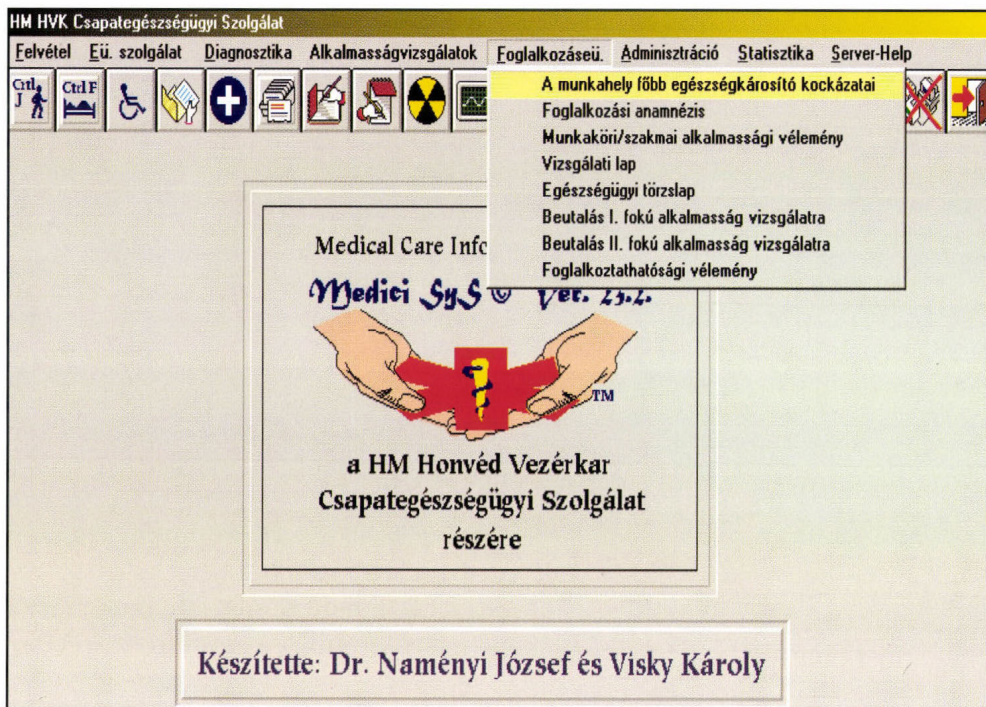 HM HVK Csapategészségügyi Szolgálat
Felvétel Eü. szolgálat Diagnosztika Alkalmasságvizsgálatok Foglalkozáseü. Adminisztráció Statisztika Server-Help
Ctrl J
Ctrl F
A munkahely főbb egészségkárosító kockázatai
Foglalkozási anamnézis
Munkaköri/szakmai alkalmassági vélemény
Vizsgálati lap
Egészségügyi törzslap
Beutalás I. fokú alkalmasság vizsgálatra
Beutalás II. fokú alkalmasság vizsgálatra
Foglalkoztathatósági vélemény
Medical Care
Medici SyS © Ver.
TM
a HM Honvéd Vezérkar
Csapategészségügyi Szolgálat
részére
Készítette: Dr. Naményi József és Visky Károly